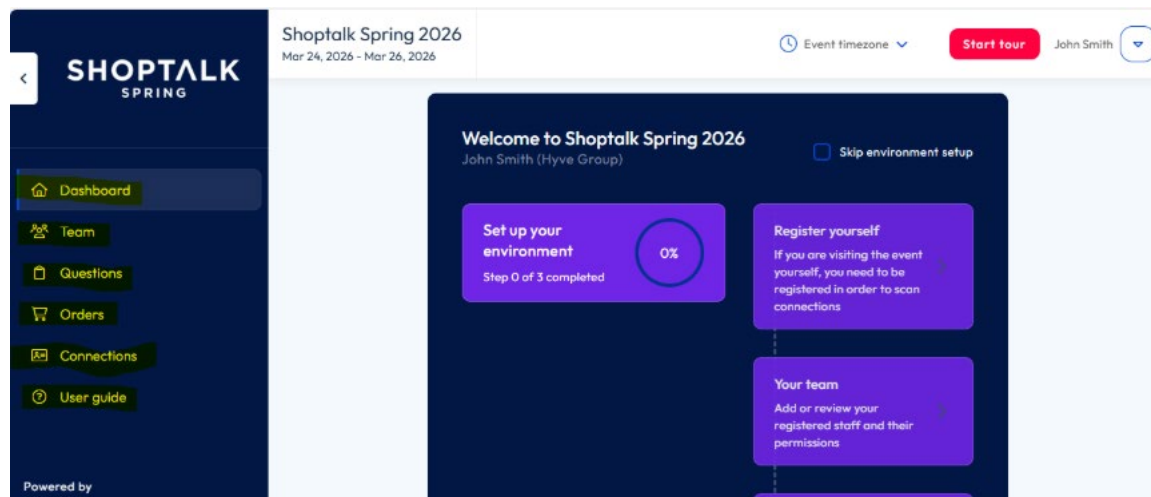 SHOPTALK
SPRING
Dashboard
Team
Questions
Orders
Connections
User guide
Powered by
Shoptalk Spring 2026
Mar 24, 2026 - Mar 26, 2026
Event timezone
Start tour
John Smith
Welcome to Shoptalk Spring 2026
John Smith (Hyve Group)
Skip environment setup
Set up your
environment
Step 0 of 3 completed
0%
Register yourself
If you are visiting the event
yourself, you need to be
registered in order to scan
connections
Your team
Add or review your
registered staff and their
permissions